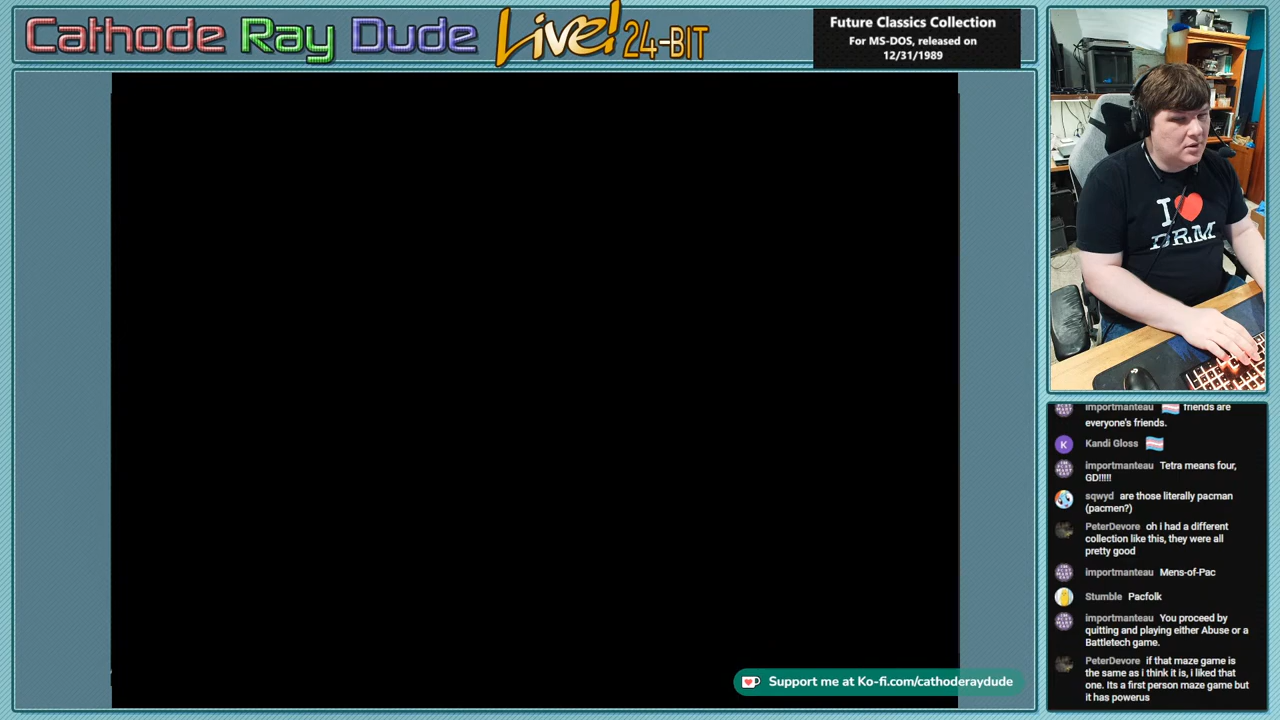 Cathode Ray Dude Live! 24-BIT
Future Classics Collection
For MS-DOS, released on
12/31/1989
I ❤
DRM
importmanteau 🏳️‍⚧️ friends are
everyone's friends.
K Kandi Gloss 🏳️‍⚧️
importmanteau Tetra means four,
GD!!!!!
sqwyd are those literally pacman
(pacmen?)
PeterDevore oh i had a different
collection like this, they were all
pretty good
importmanteau Mens-of-Pac
Stumble Pacfolk
importmanteau You proceed by
quitting and playing either Abuse or a
Battletech game.
PeterDevore if that maze game is
the same as i think it is, i liked that
one. Its a first person maze game but
it has powerus
Support me at Ko-fi.com/cathoderaydude